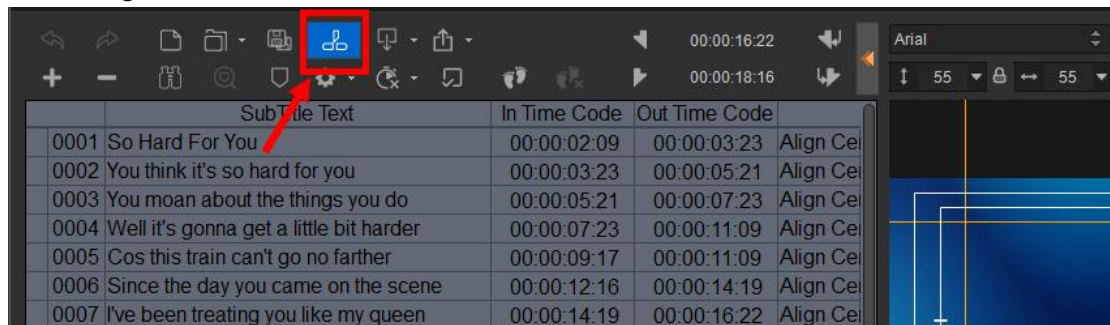 00:00:16:22
Arial
00:00:18:16
55
55
SubTitle Text In Time Code Out Time Code
0001 So Hard For You 00:00:02:09 00:00:03:23 Align Cer
0002 You think it's so hard for you 00:00:03:23 00:00:05:21 Align Cer
0003 You moan about the things you do 00:00:05:21 00:00:07:23 Align Cer
0004 Well it's gonna get a little bit harder 00:00:07:23 00:00:11:09 Align Cer
0005 Cos this train can't go no farther 00:00:09:17 00:00:11:09 Align Cer
0006 Since the day you came on the scene 00:00:12:16 00:00:14:19 Align Cer
0007 I've been treating you like my queen 00:00:14:19 00:00:16:22 Align Cer